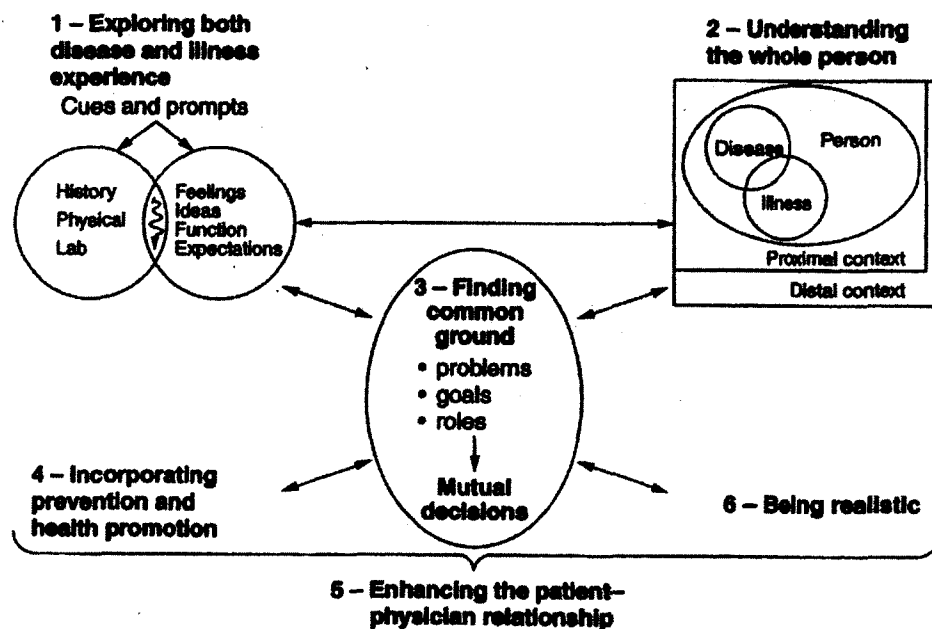 1 – Exploring both
disease and illness
experience
Cues and prompts
History
Physical
Lab
Feelings
Ideas
Function
Expectations
2 – Understanding
the whole person
Disease
Person
Illness
Proximal context
Distal context
3 – Finding
common
ground
• problems
• goals
• roles
Mutual
decisions
4 – Incorporating
prevention and
health promotion
6 – Being realistic
5 – Enhancing the patient–
physician relationship